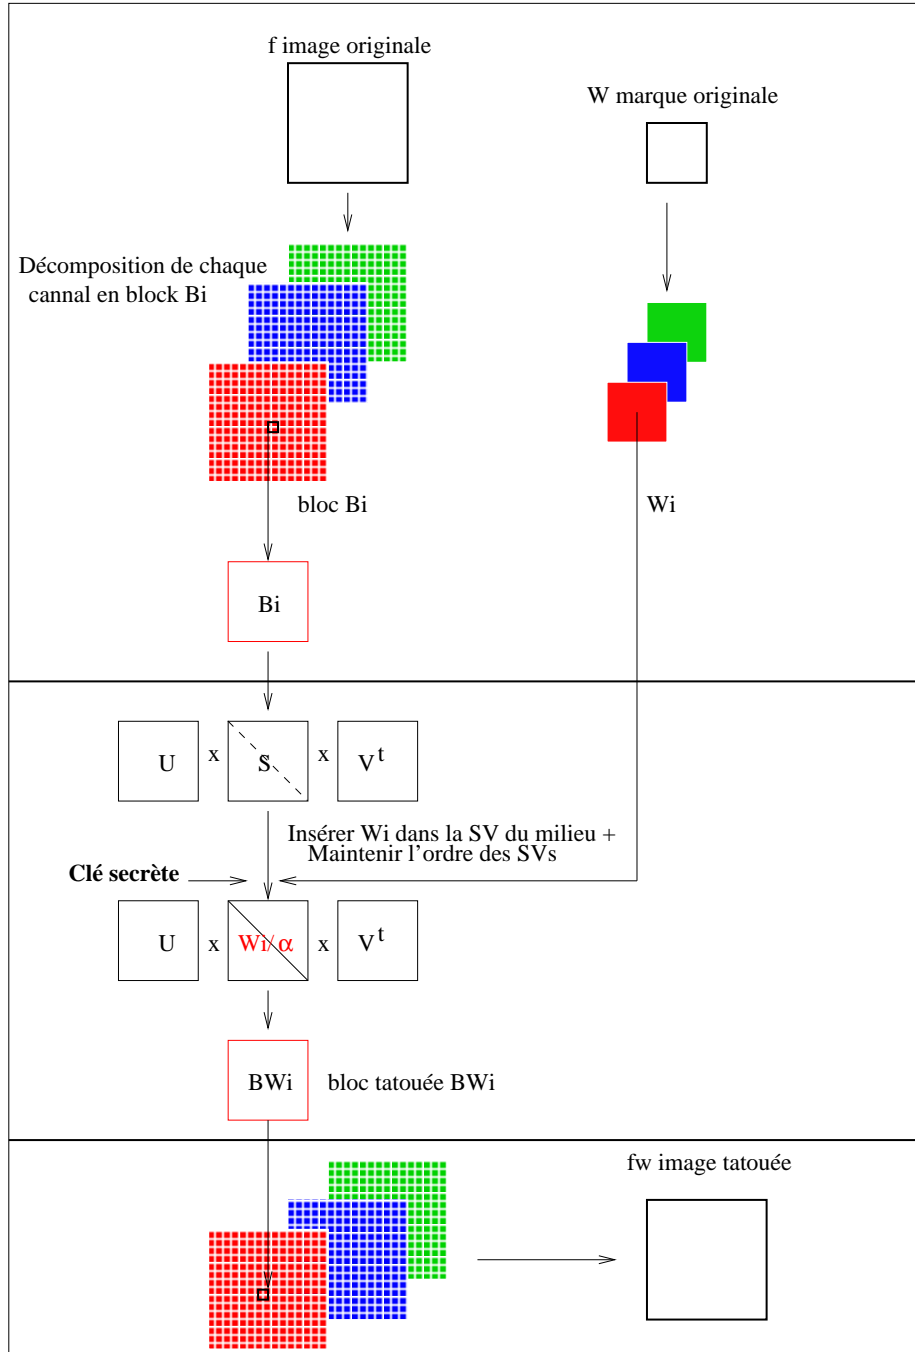 f image originale
W marque originale
Décomposition de chaque
cannal en block Bi
bloc Bi
Wi
Bi
U x S x V t
Insérer Wi dans la SV du milieu +
Maintenir l'ordre des SVs
Clé secrète
U x Wi/ α x V t
BWi
bloc tatouée BWi
fw image tatouée